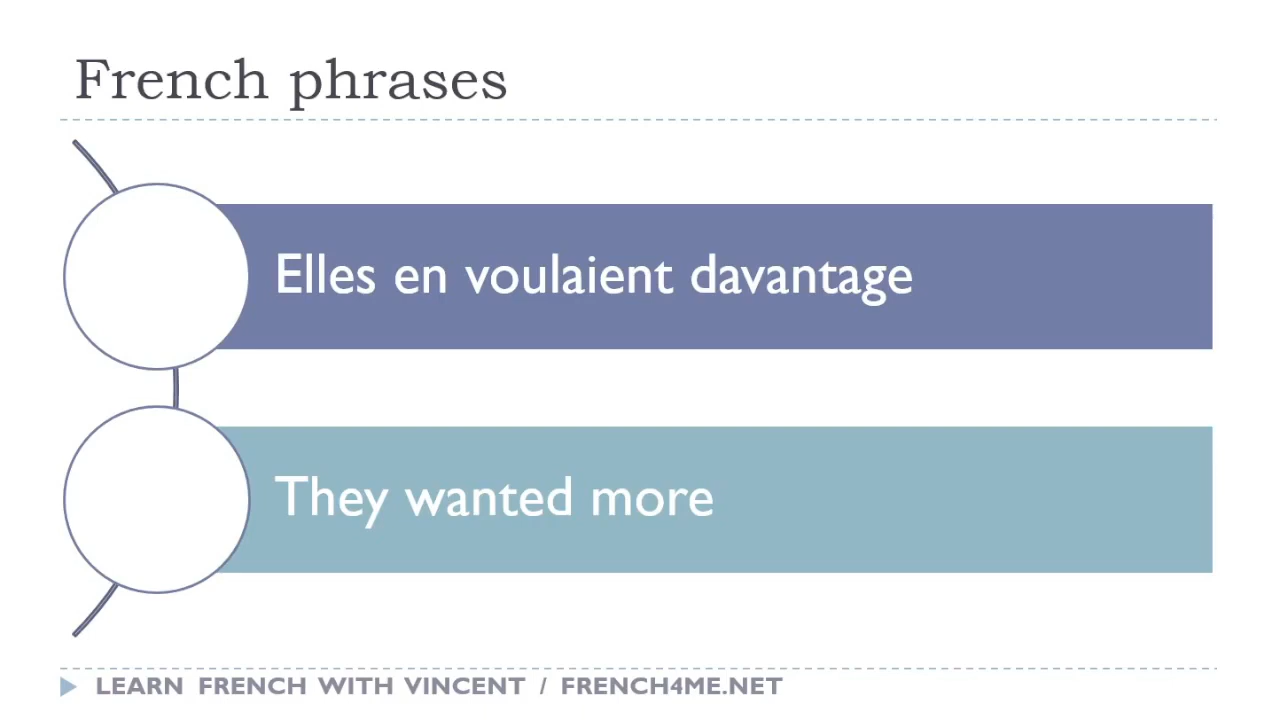 French phrases
Elles en voulaient davantage
They wanted more
LEARN FRENCH WITH VINCENT / FRENCH4ME.NET